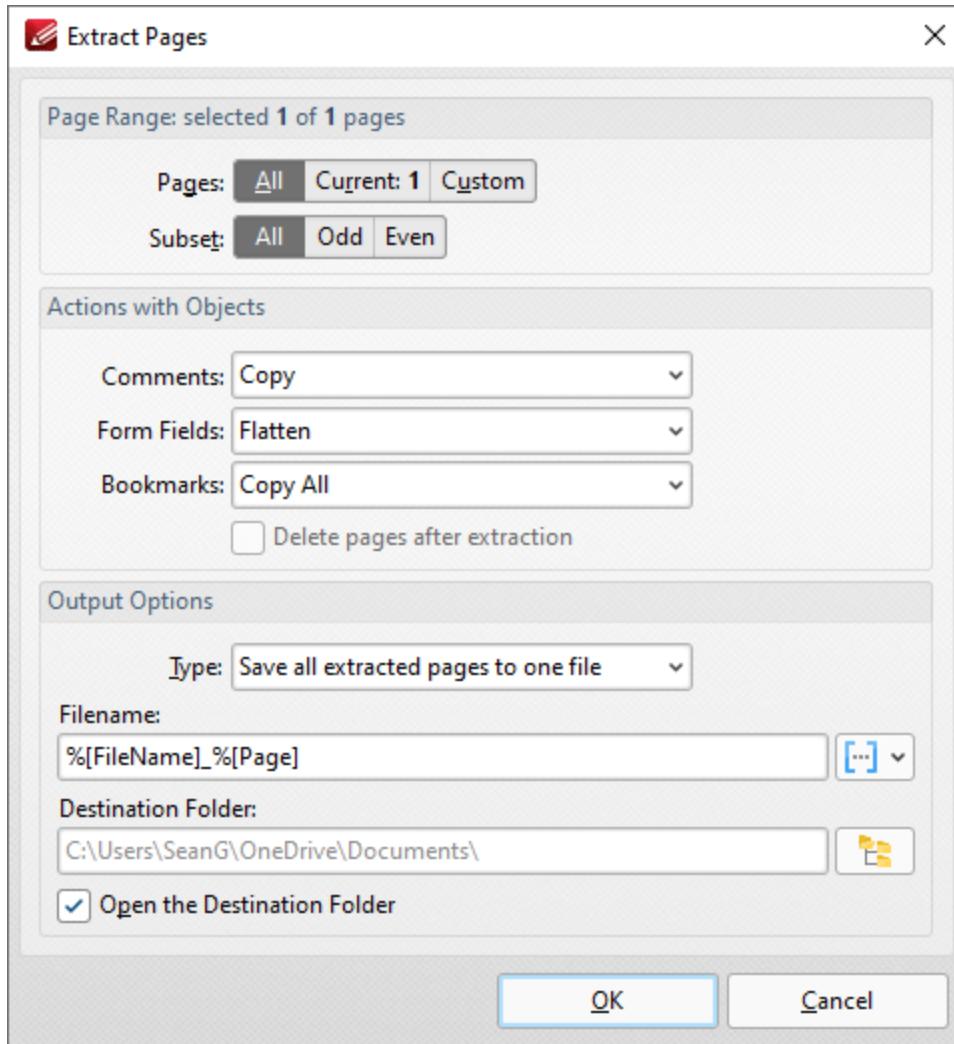 Extract Pages
Page Range: selected 1 of 1 pages
Pages: All Current: 1 Custom
Subset: All Odd Even
Actions with Objects
Comments: Copy
Form Fields: Flatten
Bookmarks: Copy All
Delete pages after extraction
Output Options
Type: Save all extracted pages to one file
Filename:
%[FileName]_%[Page]
Destination Folder:
C:\Users\SeanG\OneDrive\Documents\
Open the Destination Folder
OK Cancel